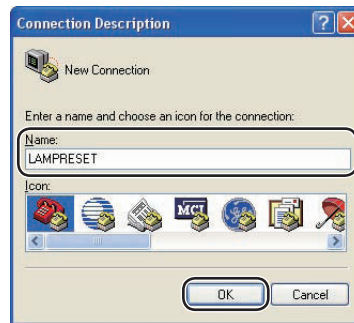 Connection Description
New Connection
Enter a name and choose an icon for the connection:
Name:
LAMPRESET
Icon:
MCI
OK
Cancel